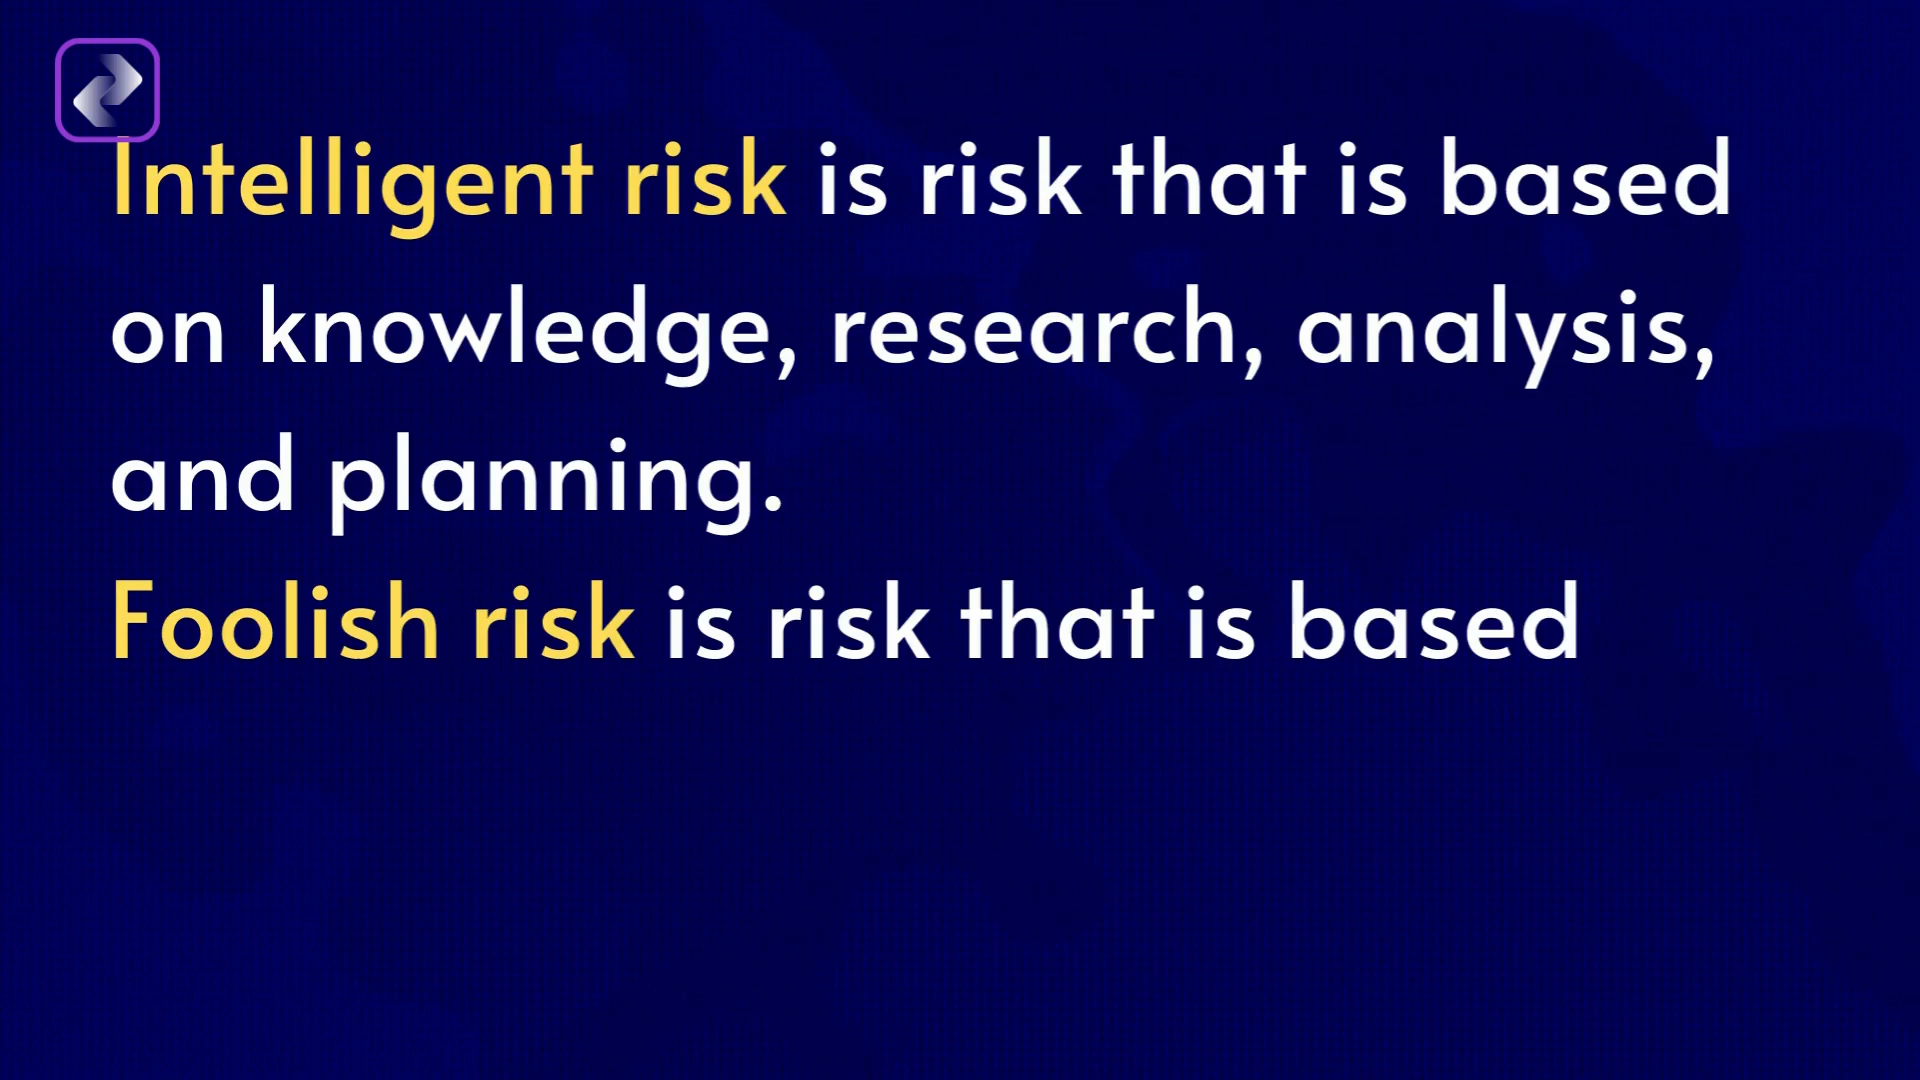 Intelligent risk is risk that is based
on knowledge, research, analysis,
and planning.
Foolish risk is risk that is based